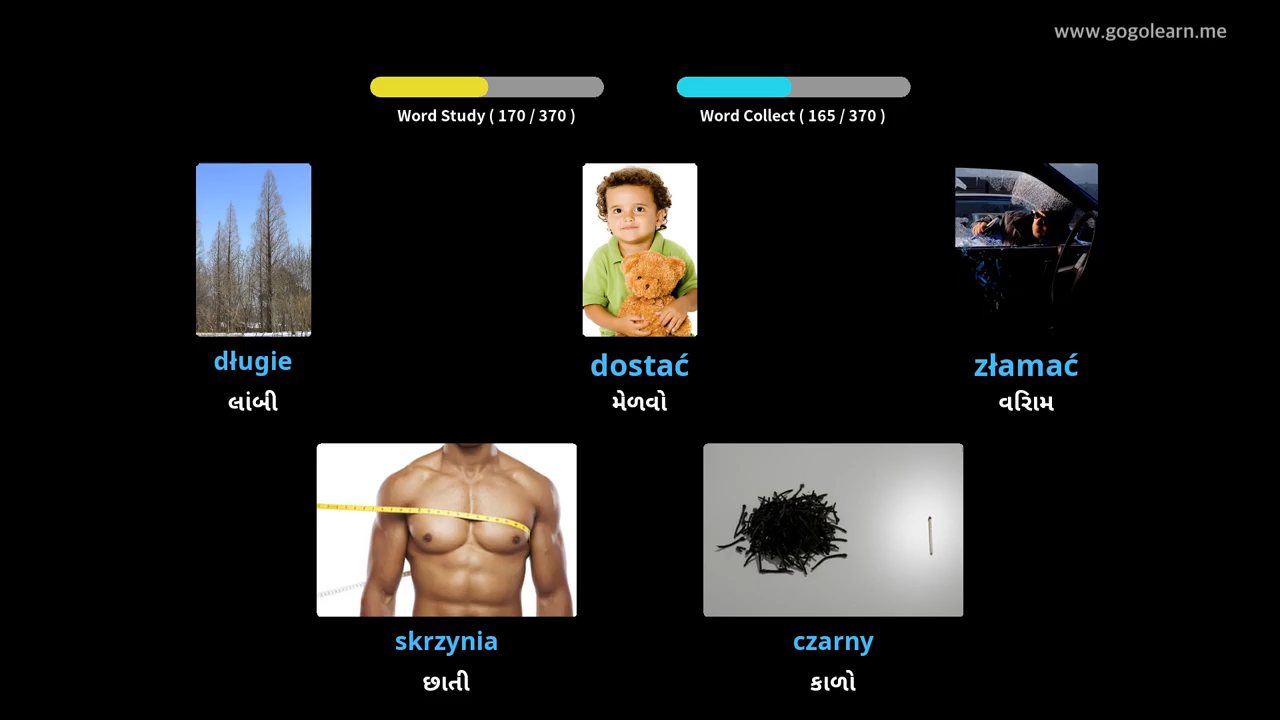 www.gogolearn.me
Word Study ( 170 / 370 )
Word Collect ( 165 / 370 )
długie
લાંબી
dostać
મેળવો
złamać
વિરામ
skrzynia
છાતી
czarny
કાળો